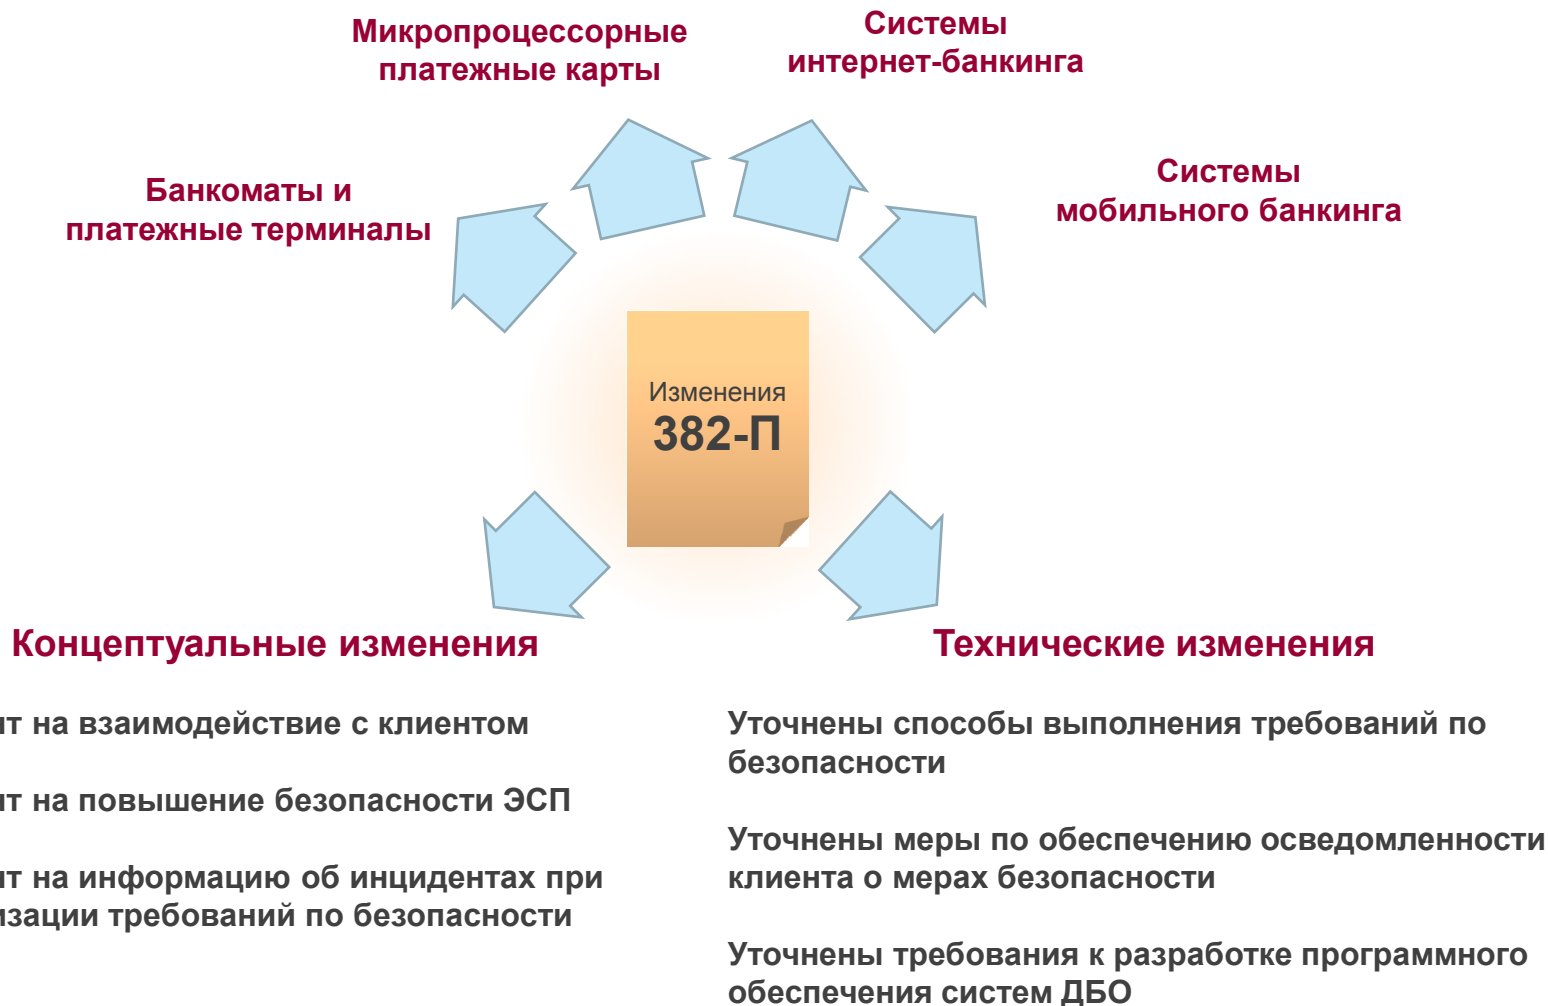 Микропроцессорные
платежные карты
Системы
интернет-банкинга
Банкоматы и
платежные терминалы
Системы
мобильного банкинга
Изменения
382-П
Концептуальные изменения
на взаимодействие с клиентом
на повышение безопасности ЭСП
на информацию об инцидентах при
требований по безопасности
Технические изменения
Уточнены способы выполнения требований по
безопасности
Уточнены меры по обеспечению осведомленности
клиента о мерах безопасности
Уточнены требования к разработке программного
обеспечения систем ДБО